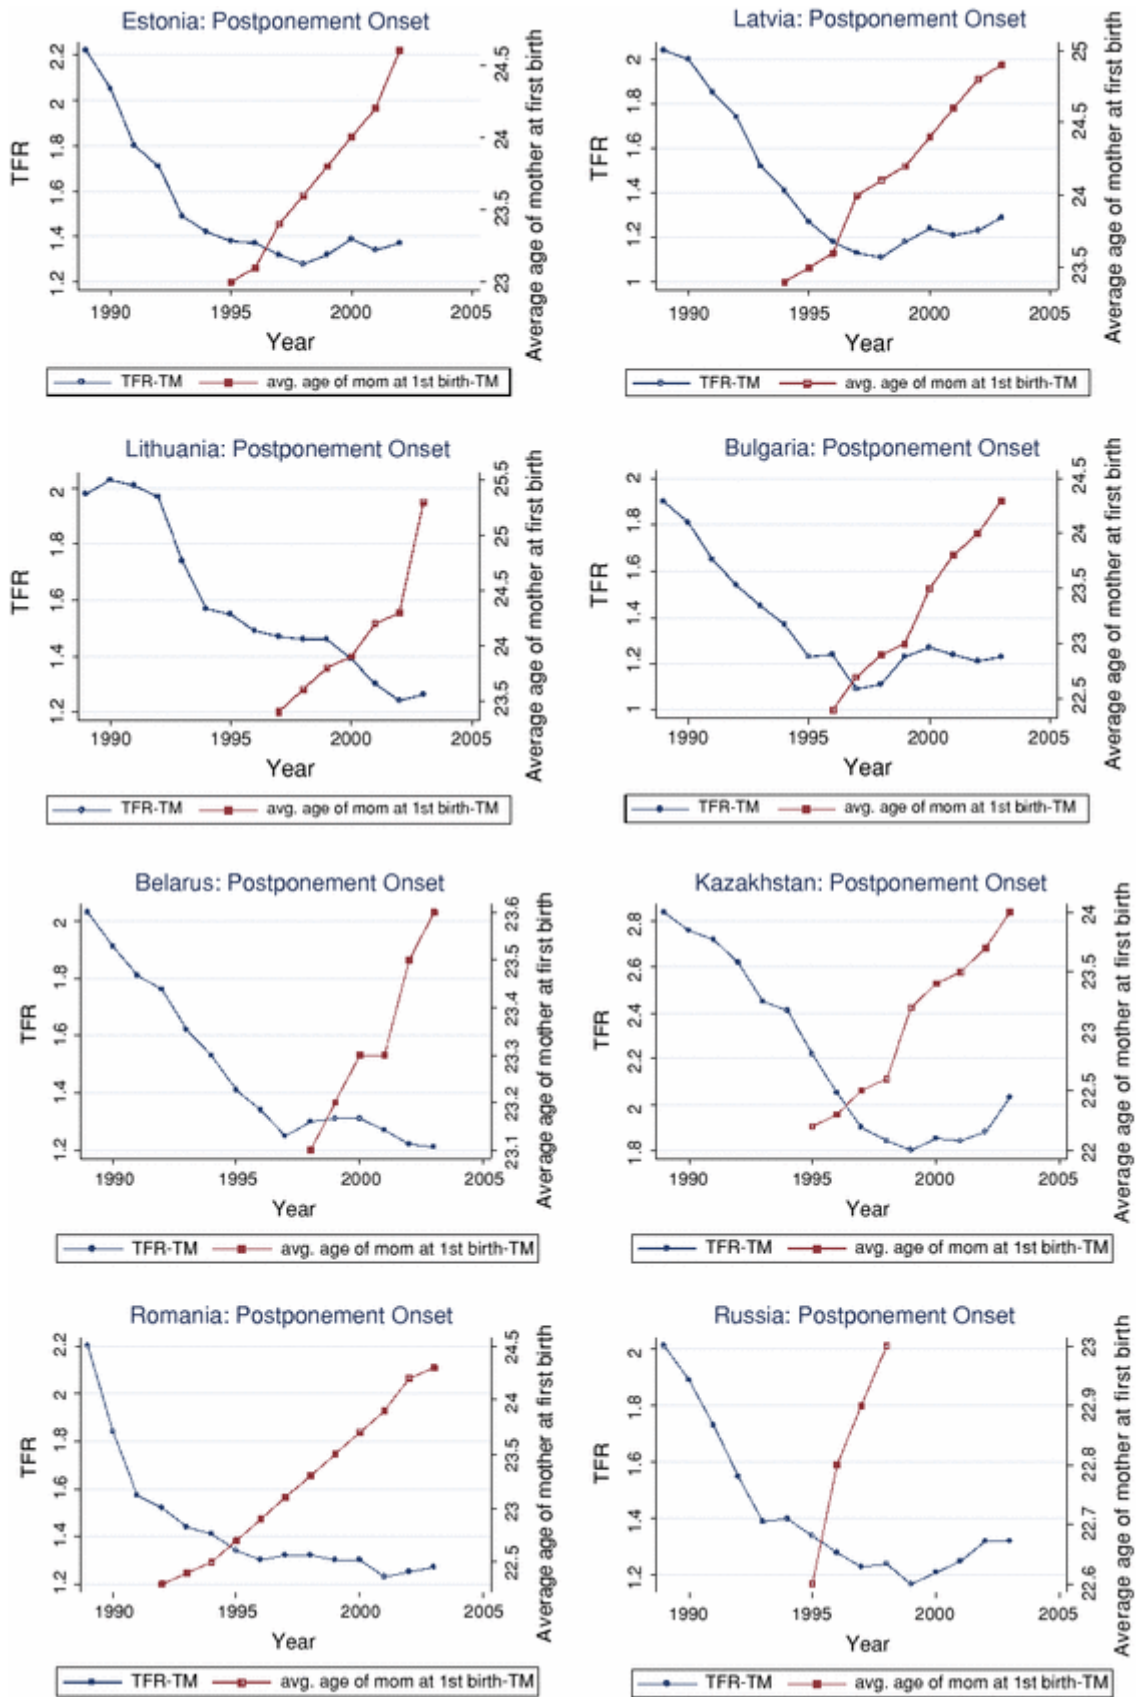 Estonia: Postponement Onset
TFR
1.2 1.4 1.6 1.8 2 2.2
23 23.5 24 24.5
Average age of mother at first birth
1990 1995 2000 2005
Year
TFR-TM avg. age of mom at 1st birth-TM
Latvia: Postponement Onset
TFR
1 1.2 1.4 1.6 1.8 2
23.5 24 24.5 25
Average age of mother at first birth
1990 1995 2000 2005
Year
TFR-TM avg. age of mom at 1st birth-TM
Lithuania: Postponement Onset
TFR
1.2 1.4 1.6 1.8 2
23.5 24 24.5 25 25.5
Average age of mother at first birth
1990 1995 2000 2005
Year
TFR-TM avg. age of mom at 1st birth-TM
Bulgaria: Postponement Onset
TFR
1 1.2 1.4 1.6 1.8 2
22.5 23 23.5 24 24.5
Average age of mother at first birth
1990 1995 2000 2005
Year
TFR-TM avg. age of mom at 1st birth-TM
Belarus: Postponement Onset
TFR
1.2 1.4 1.6 1.8 2
23.1 23.2 23.3 23.4 23.5 23.6
Average age of mother at first birth
1990 1995 2000 2005
Year
TFR-TM avg. age of mom at 1st birth-TM
Kazakhstan: Postponement Onset
TFR
1.8 2 2.2 2.4 2.6 2.8
22 22.5 23 23.5 24
Average age of mother at first birth
1990 1995 2000 2005
Year
TFR-TM avg. age of mom at 1st birth-TM
Romania: Postponement Onset
TFR
1.2 1.4 1.6 1.8 2 2.2
22.5 23 23.5 24 24.5
Average age of mother at first birth
1990 1995 2000 2005
Year
TFR-TM avg. age of mom at 1st birth-TM
Russia: Postponement Onset
TFR
1.2 1.4 1.6 1.8 2
22.6 22.7 22.8 22.9 23
Average age of mother at first birth
1990 1995 2000 2005
Year
TFR-TM avg. age of mom at 1st birth-TM